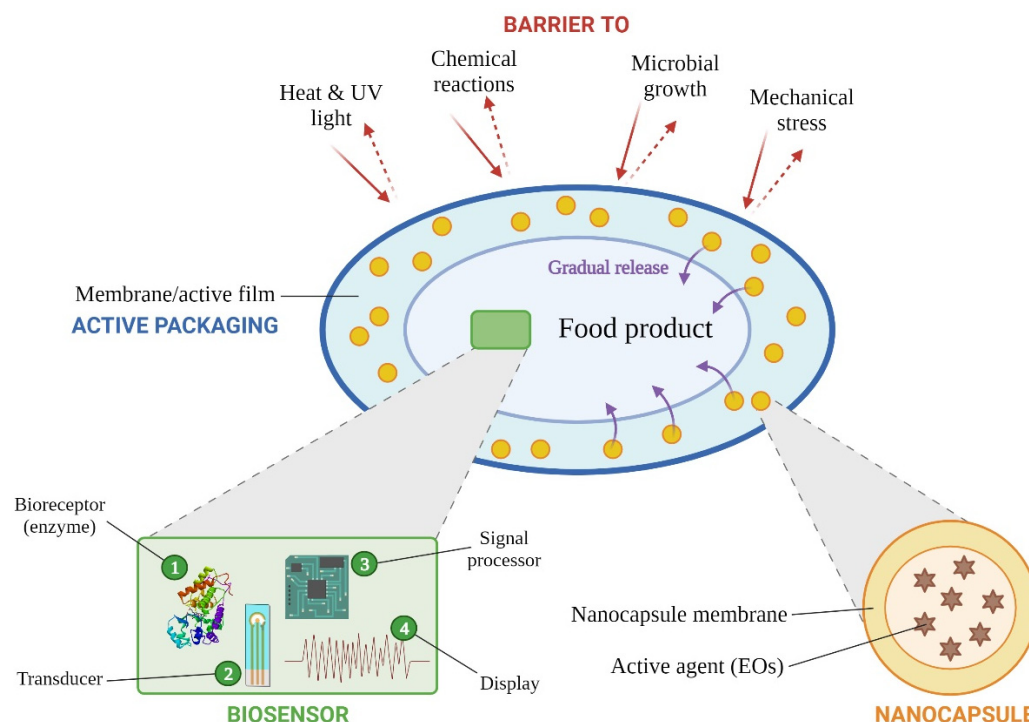 BARRIER TO
Heat & UV
light
Chemical
reactions
Microbial
growth
Mechanical
stress
Gradual release
Membrane/active film
ACTIVE PACKAGING
Food product
Bioreceptor
(enzyme)
1
Transducer
2
Signal
processor
3
4
Display
BIOSENSOR
Nanocapsule membrane
Active agent (EOs)
NANOCAPSULE